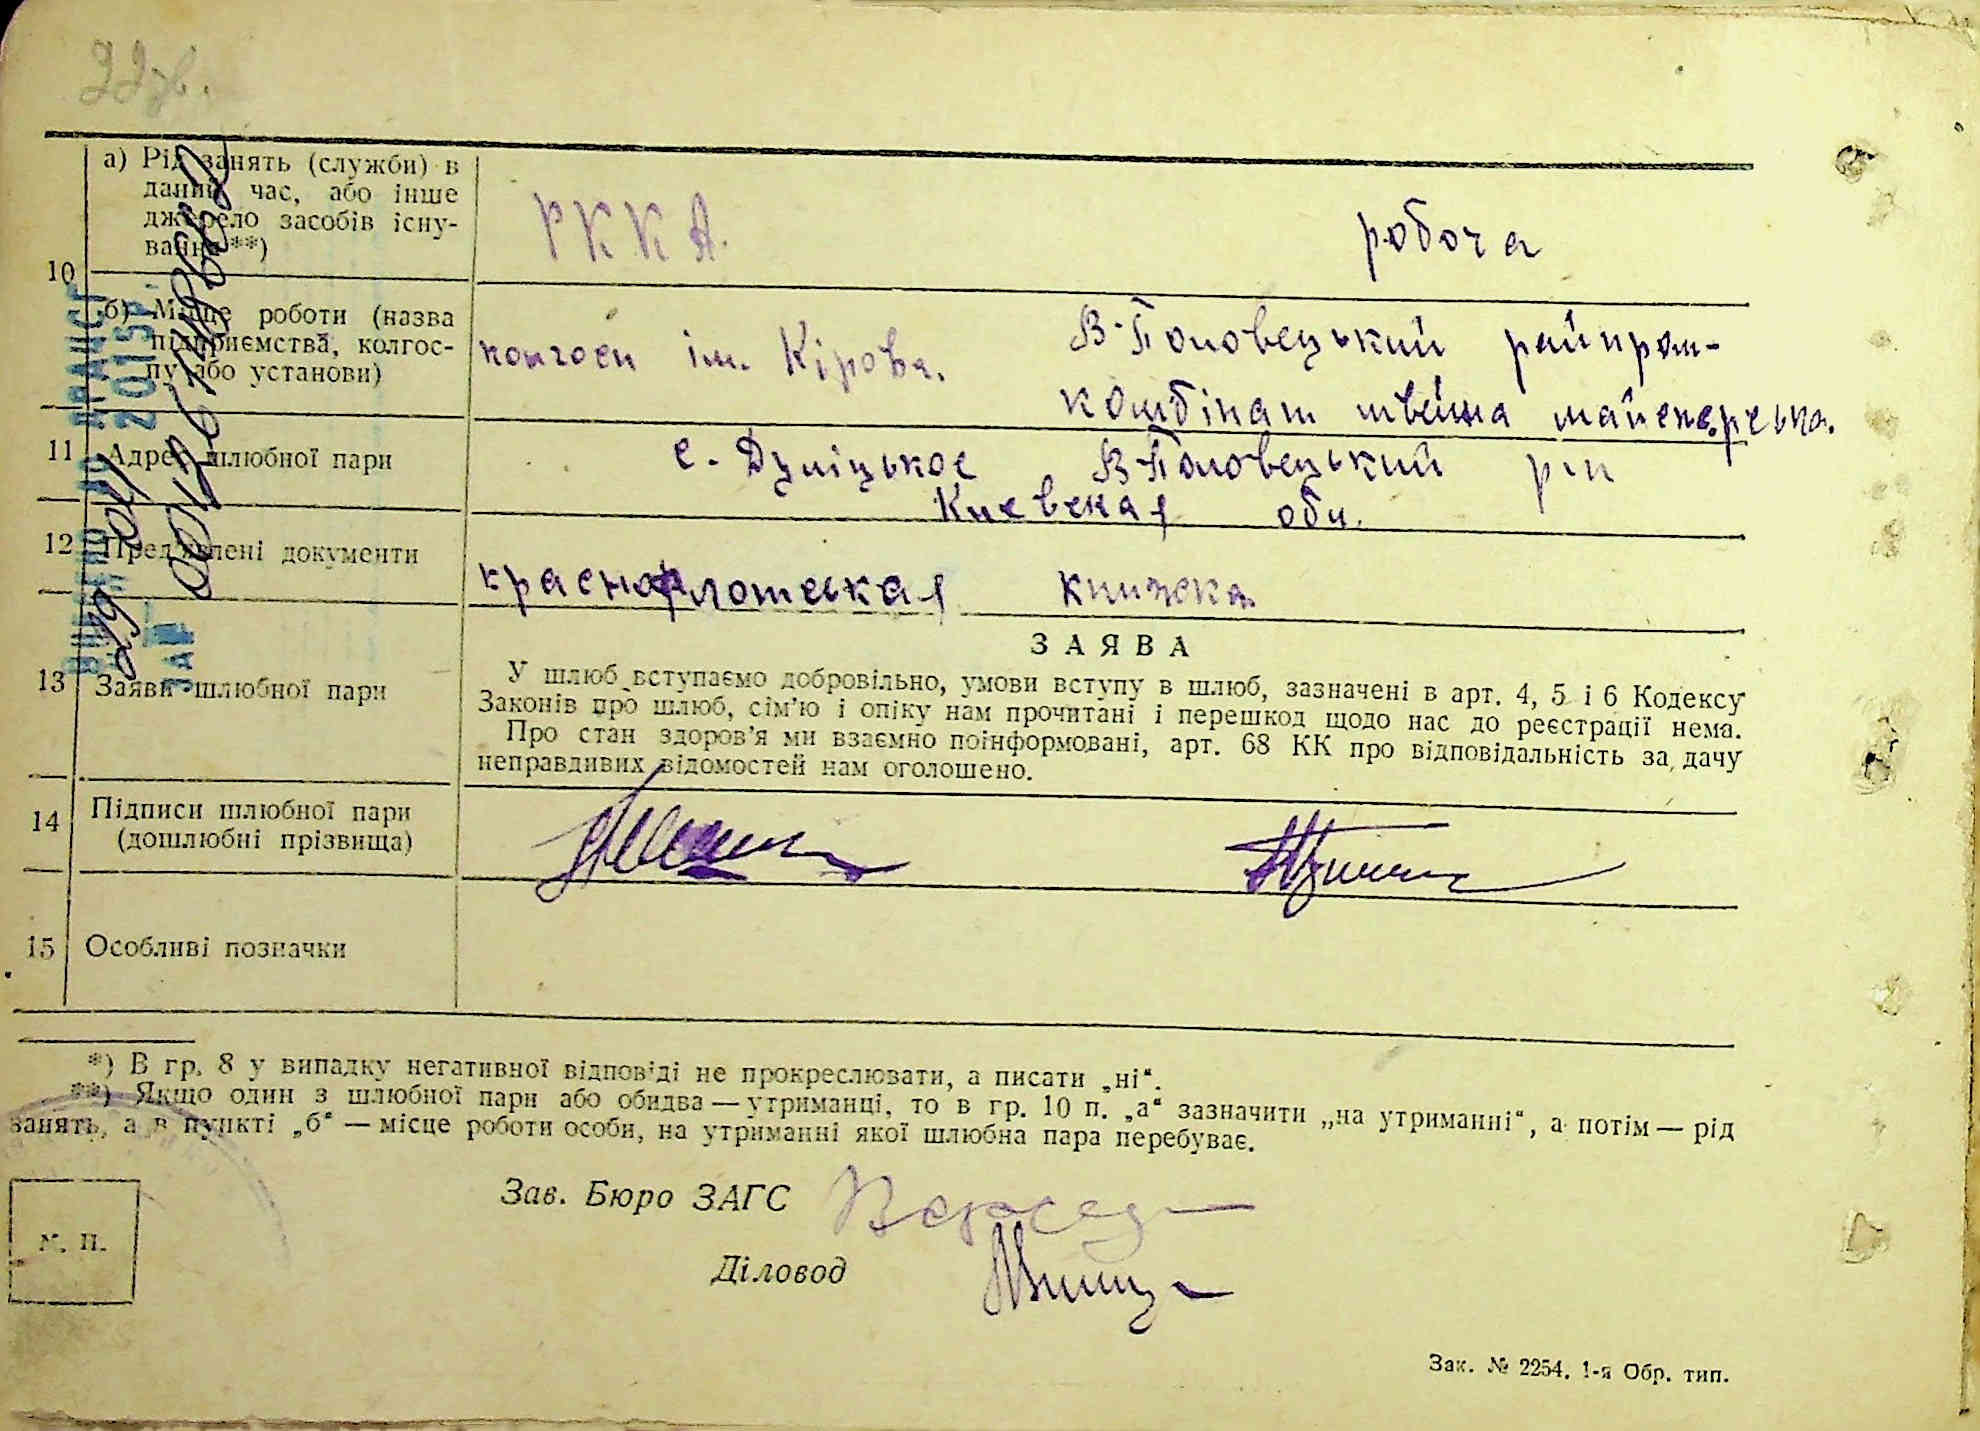 22зв.
а) Рід занять (служби) в
даний час, або інше
джерело засобів існу-
вання **)
РККА.
робоча
10
б) Місце роботи (назва
підприємства, колгос-
пу або установи)
колгосп ім. Кірова.
В-Половецький райпром-
комбінат швейна майстерська.
11
Адрес шлюбної пари
с. Дуліцькое В-Половецький р-н
Киевская обл.
12
Пред'явлені документи
краснофлотская книжска
13
Заяви шлюбної пари
ЗАЯВА
У шлюб вступаємо добровільно, умови вступу в шлюб, зазначені в арт. 4, 5 і 6 Кодексу
Законів про шлюб, сім'ю і опіку нам прочитані і перешкод щодо нас до реєстрації нема.
Про стан здоров'я ми взаємно поінформовані, арт. 68 КК про відповідальність за дачу
неправдивих відомостей нам оголошено.
14
Підписи шлюбної пари
(дошлюбні прізвища)
15
Особливі позначки
*) В гр. 8 у випадку негативної відповіді не прокреслювати, а писати „ні“.
**) Якщо один з шлюбної пари або обидва — утриманці, то в гр. 10 п. „а“ зазначити „на утриманні“, а потім — рід
занять, а в пункті „б“ — місце роботи особи, на утриманні якої шлюбна пара перебуває.
Зав. Бюро ЗАГС
Діловод
М. П.
Зак. № 2254. 1-я Обр. тип.
2015р.